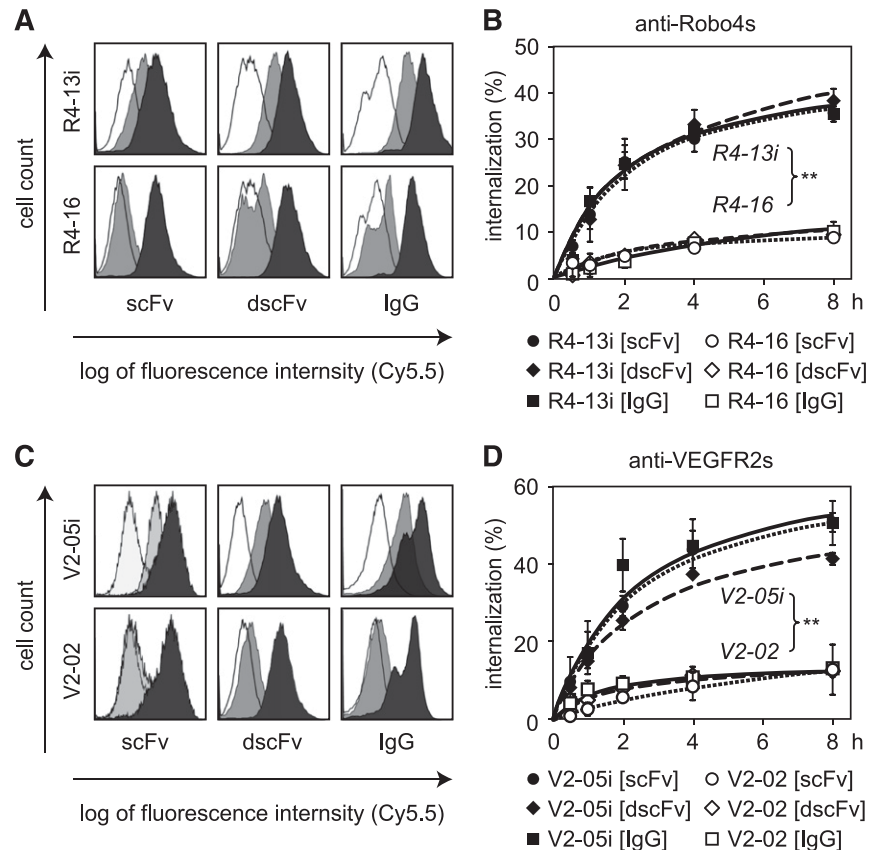 A
cell count
R4-13i
R4-16
scFv dscFv IgG
log of fluorescence internsity (Cy5.5)
B
anti-Robo4s
internalization (%)
50
40
30
20
10
0
R4-13i
**
R4-16
0 2 4 6 8 h
R4-13i [scFv] R4-16 [scFv]
R4-13i [dscFv] R4-16 [dscFv]
R4-13i [IgG] R4-16 [IgG]
C
cell count
V2-05i
V2-02
scFv dscFv IgG
log of fluorescence internsity (Cy5.5)
D
anti-VEGFR2s
internalization (%)
60
40
20
0
V2-05i
**
V2-02
0 2 4 6 8 h
V2-05i [scFv] V2-02 [scFv]
V2-05i [dscFv] V2-02 [dscFv]
V2-05i [IgG] V2-02 [IgG]